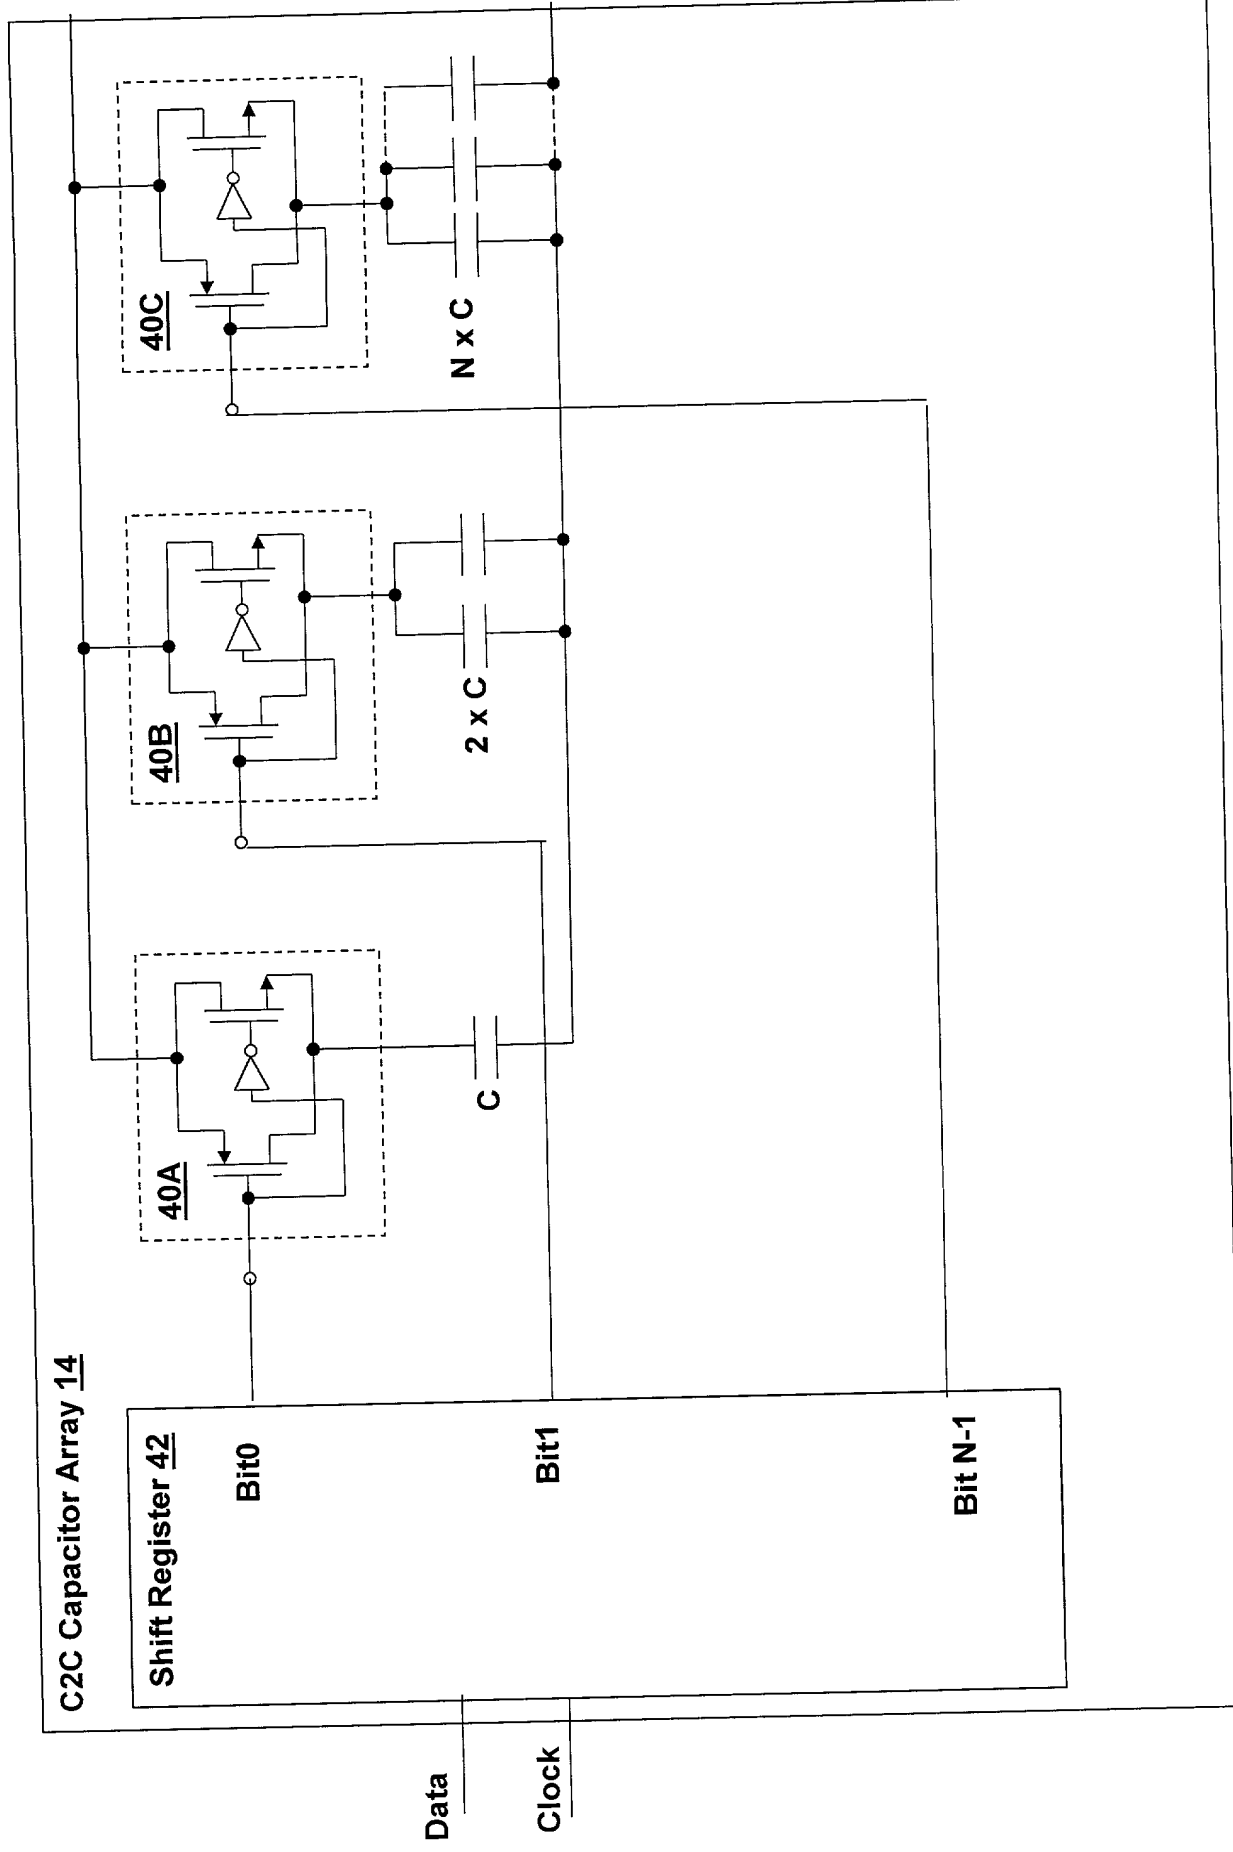 C2C Capacitor Array 14
Shift Register 42
Bit0
Bit1
Bit N-1
Data
Clock
40A
40B
40C
C
2 x C
N x C